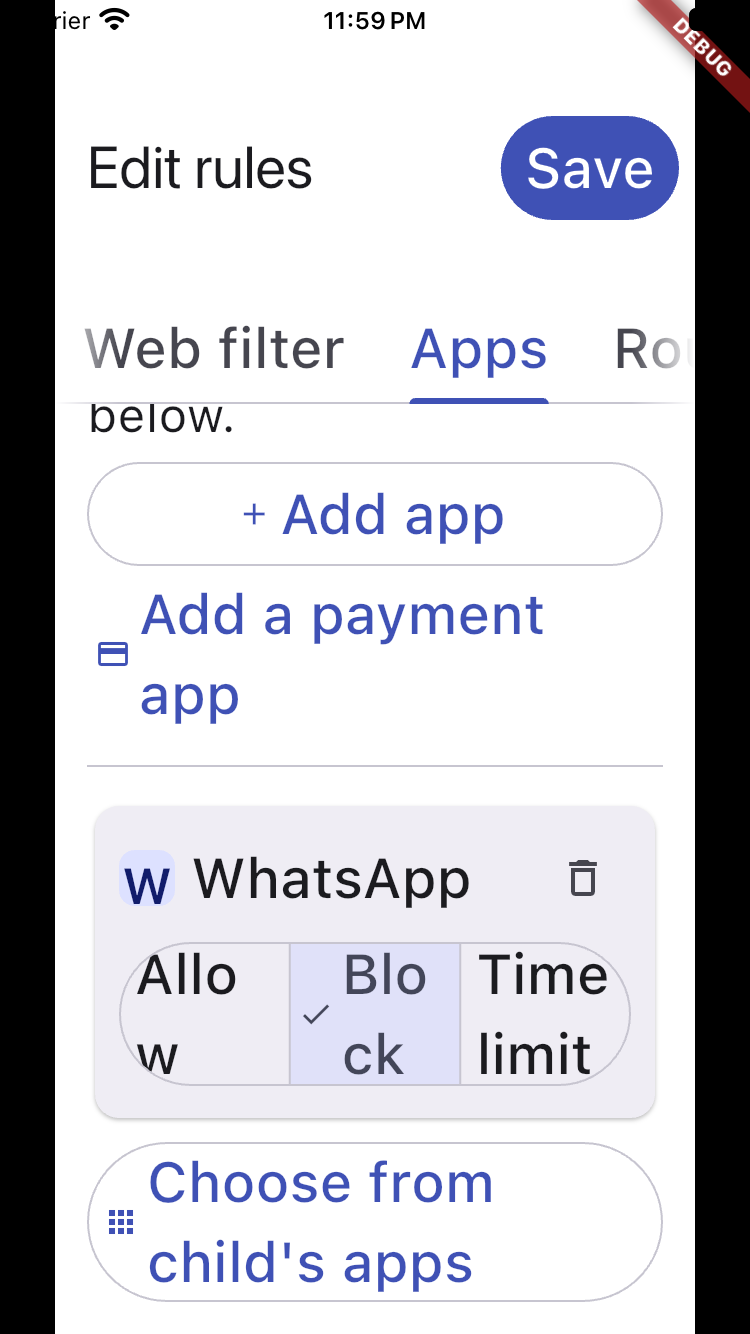 rier 11:59 PM
DEBUG
Edit rules Save
Web filter Apps Rou
below.
+ Add app
Add a payment
app
W WhatsApp
Allo Blo Time
w ck limit
Choose from
child's apps